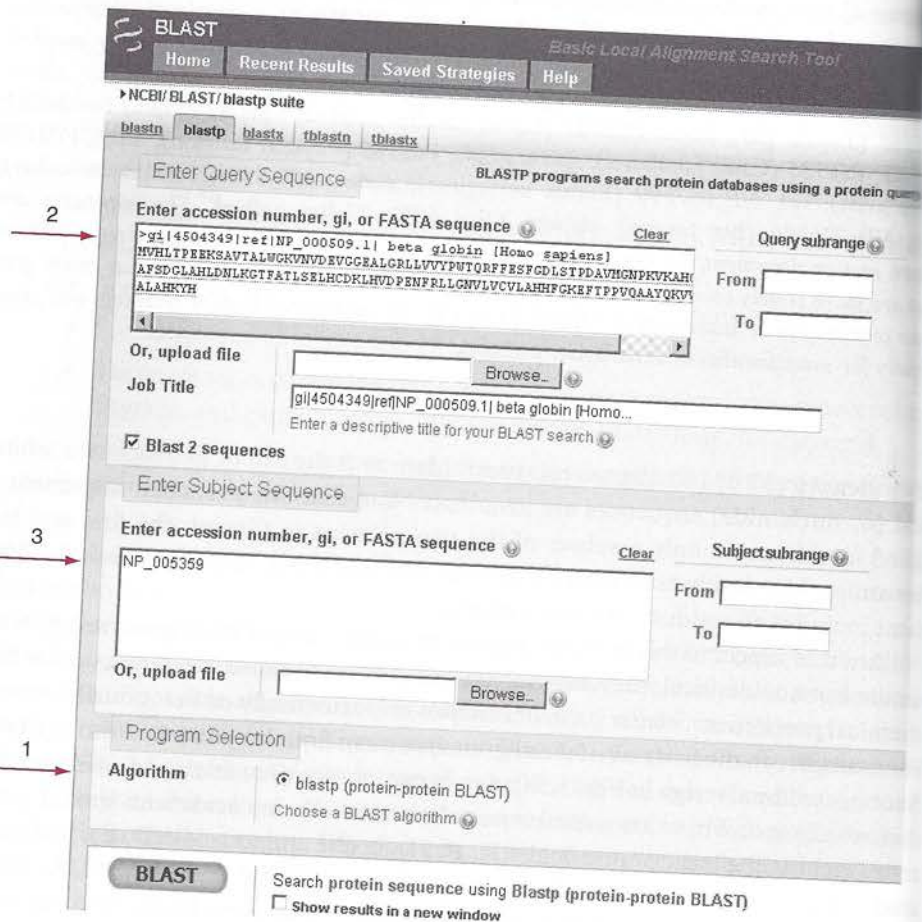 BLAST
Basic Local Alignment Search Tool
Home Recent Results Saved Strategies Help
▶NCBI/ BLAST/ blastp suite
blastn blastp blastx tblastn tblastx
Enter Query Sequence
BLASTP programs search protein databases using a protein
2
Enter accession number, gi, or FASTA sequence
Clear
Query subrange
>gi|4504349|ref|NP_000509.1| beta globin [Homo sapiens]
MVHLTPEEKSAVTALWGKVNVDEVGGEALGRLLVVYPWTQRFFESFGDLSTPDAVMGNPKVKAH
AFSDGLAHLDNLKGTFATLSELHCDKLHVDPENFRLLGNVLVCVLAHHFGKEFTPPVQAAYQKV
ALAHKYH
From
To
Or, upload file
Browse...
Job Title
gi|4504349|ref|NP_000509.1| beta globin [Homo...
Enter a descriptive title for your BLAST search
Blast 2 sequences
Enter Subject Sequence
3
Enter accession number, gi, or FASTA sequence
Clear
Subject subrange
NP_005359
From
To
Or, upload file
Browse...
Program Selection
1
Algorithm
blastp (protein-protein BLAST)
Choose a BLAST algorithm
BLAST
Search protein sequence using Blastp (protein-protein BLAST)
Show results in a new window